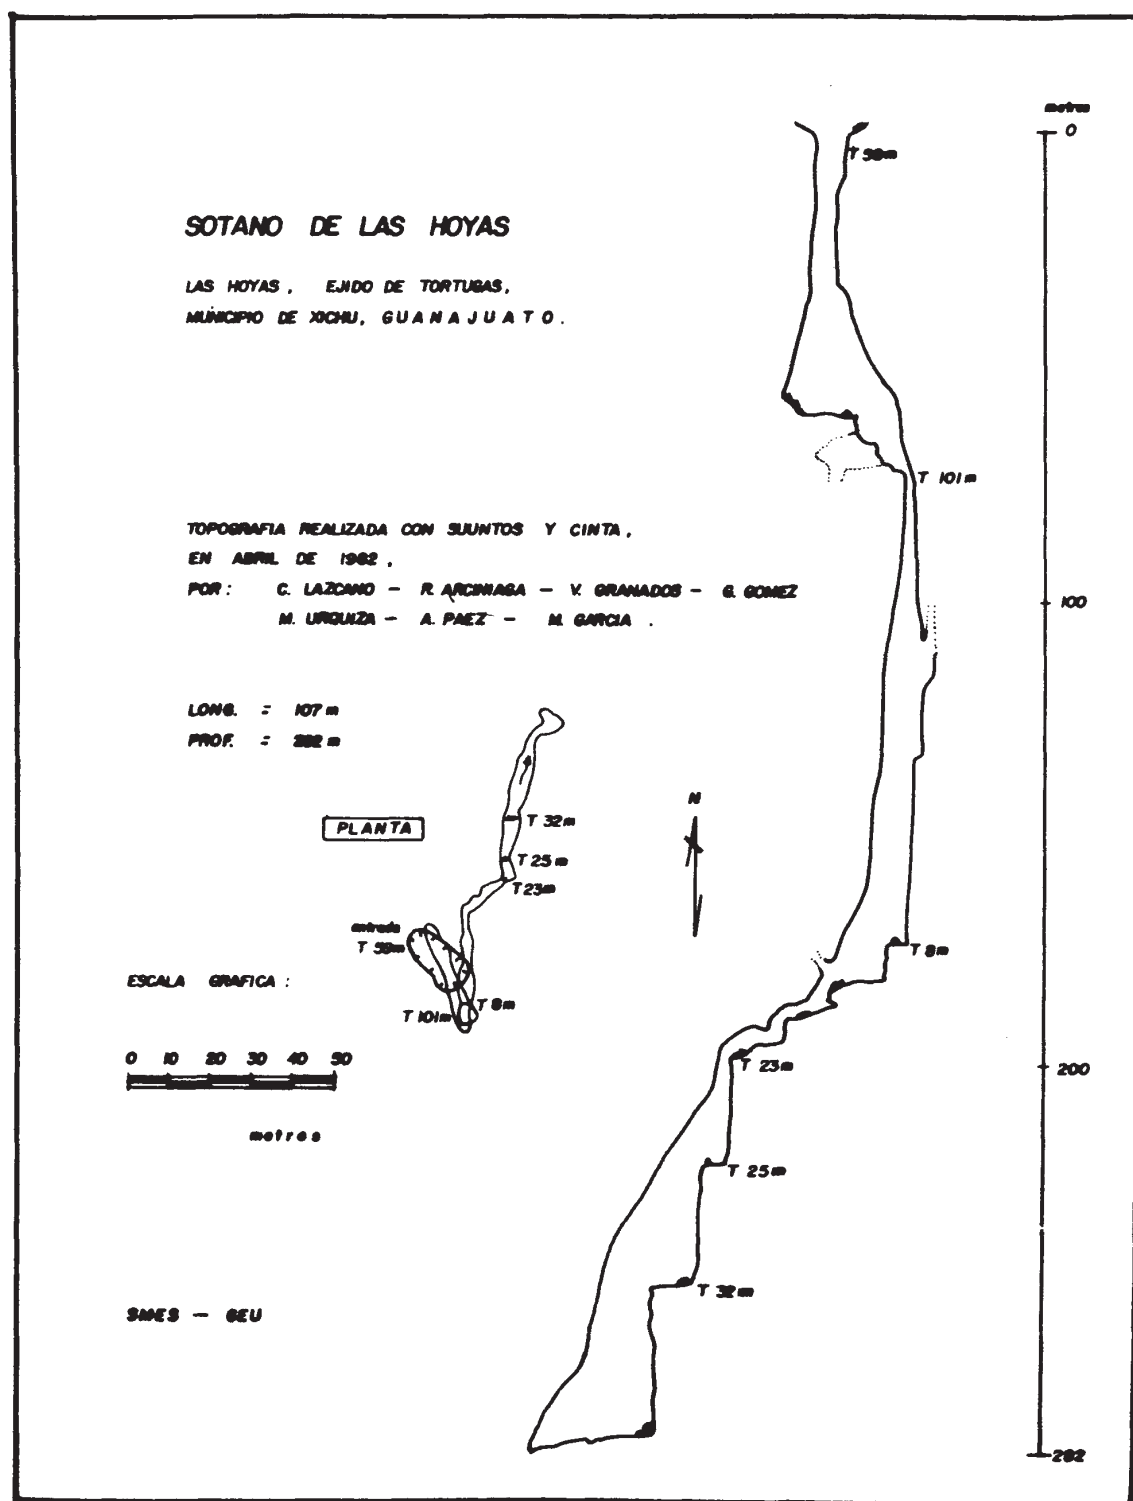 metros
0
T 58m
SOTANO DE LAS HOYAS
LAS HOYAS, EJIDO DE TORTUGAS,
MUNICIPIO DE XICHU, GUANAJUATO.
T 101m
TOPOGRAFIA REALIZADA CON SUUNTOS Y CINTA,
EN ABRIL DE 1982,
POR: C. LAZCANO - R. ARCINIAGA - V. GRANADOS - G. GOMEZ
M. URQUIZA - A. PAEZ - M. GARCIA.
100
LONG. = 107 m
PROF. = 282 m
N
PLANTA
T 32m
T 25m
T 23m
entrada
T 58m
T 8m
ESCALA GRAFICA:
T 8m
T 101m
0 10 20 30 40 50
metros
T 23m
200
T 25m
T 32m
SMES - GEU
282